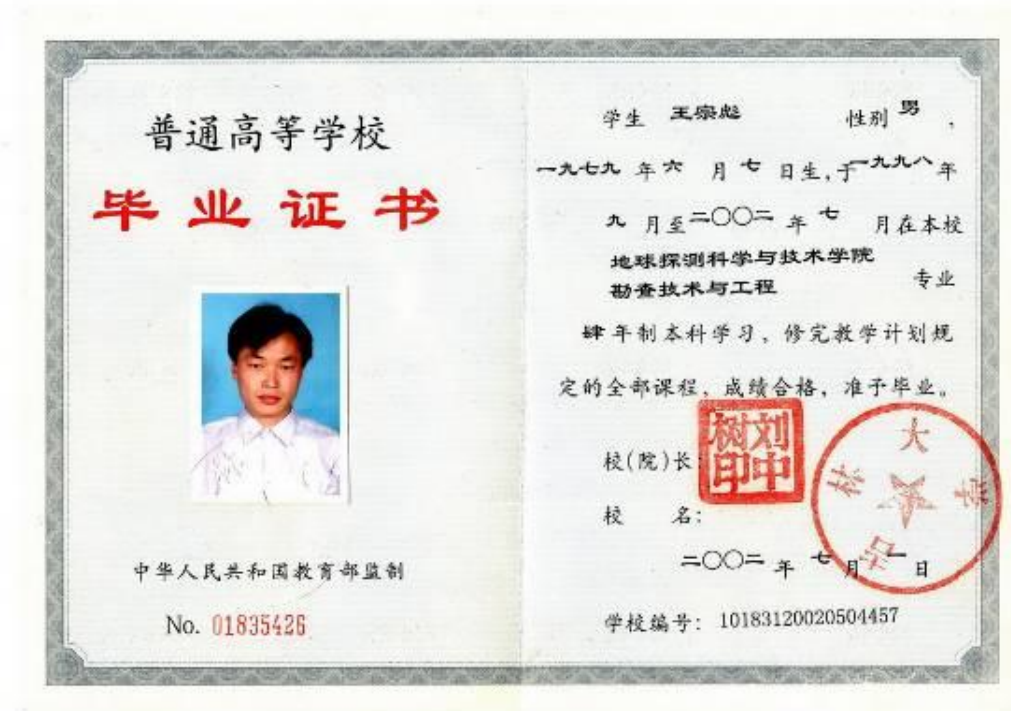 普通高等学校
毕业证书
中华人民共和国教育部监制
No. 01835426
学生 王宗彪 性别 男，
一九七九 年 六 月 七 日生，于 一九九八 年
九 月至 二〇〇二 年 七 月在本校
地球探测科学与技术学院
勘查技术与工程 专业
肆 年制本科学习，修完教学计划规
定的全部课程，成绩合格，准予毕业。
校(院)长:
刘中树印
校 名:
吉林大学
二〇〇二 年 七 月 一 日
学校编号: 10183120020504457